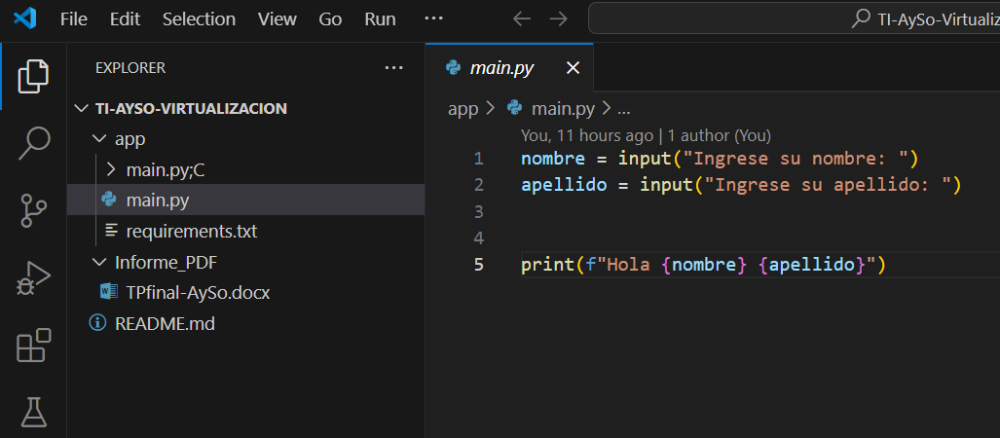 File Edit Selection View Go Run ··· TI-AySo-Virtualiz
EXPLORER ···
TI-AYSO-VIRTUALIZACION
app
main.py;C
main.py
requirements.txt
Informe_PDF
TPfinal-AySo.docx
README.md
main.py
app > main.py > ...
You, 11 hours ago | 1 author (You)
1 nombre = input("Ingrese su nombre: ")
2 apellido = input("Ingrese su apellido: ")
3
4
5 print(f"Hola {nombre} {apellido}")